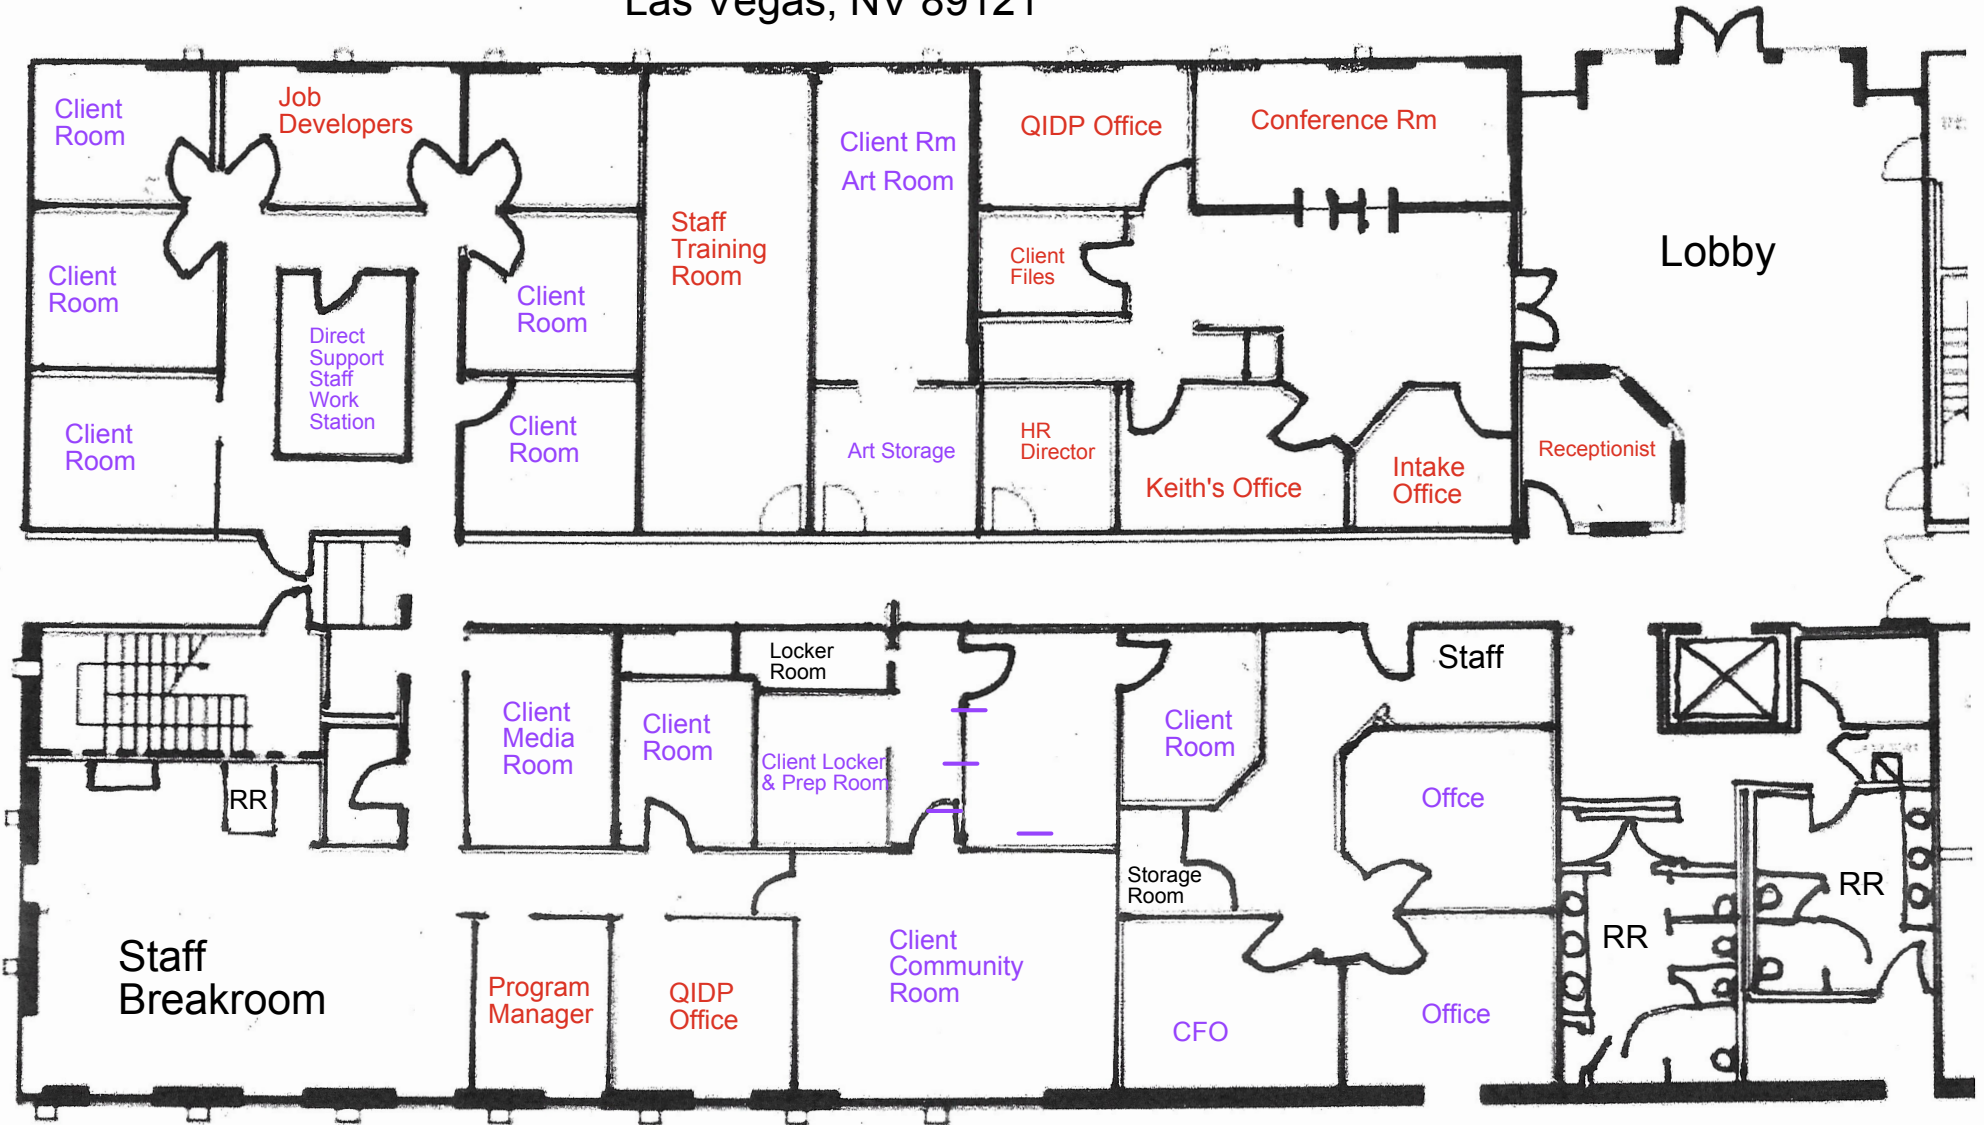 Las Vegas, NV 89121
Client
Room
Job
Developers
Client Rm
Art Room
QIDP Office
Conference Rm
Staff
Training
Room
Client
Files
Lobby
Client
Room
Direct
Support
Staff
Work
Station
Client
Room
Client
Room
Client
Room
Art Storage
HR
Director
Keith's Office
Intake
Office
Receptionist
Locker
Room
Staff
Client
Media
Room
Client
Room
Client Locker
& Prep Room
Client
Room
RR
Offce
Storage
Room
RR
RR
Staff
Breakroom
Program
Manager
QIDP
Office
Client
Community
Room
CFO
Office